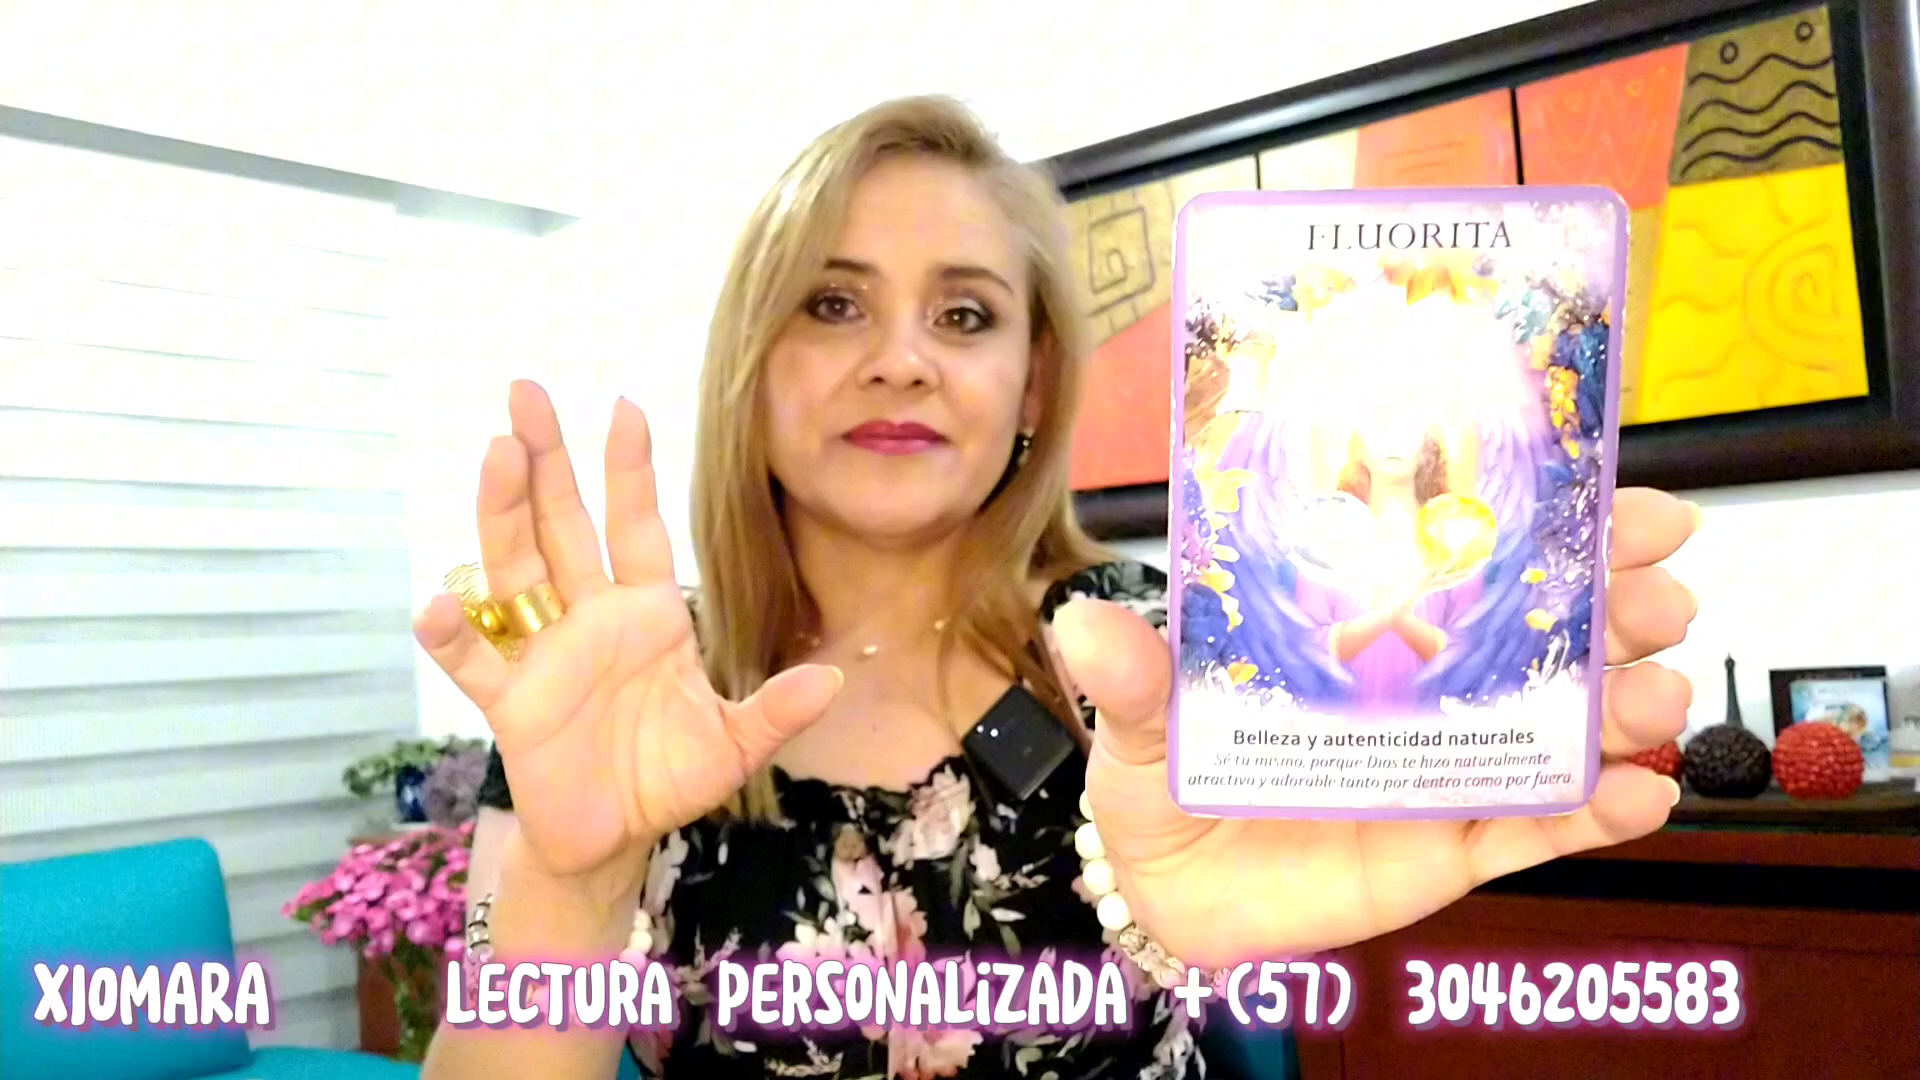 FLUORITA
Belleza y autenticidad naturales
Sé tu mismo, porque Dios te hizo naturalmente
atractivo y adorable tanto por dentro como por fuera.
XIOMARA LECTURA PERSONALiZADA +(57) 3046205583